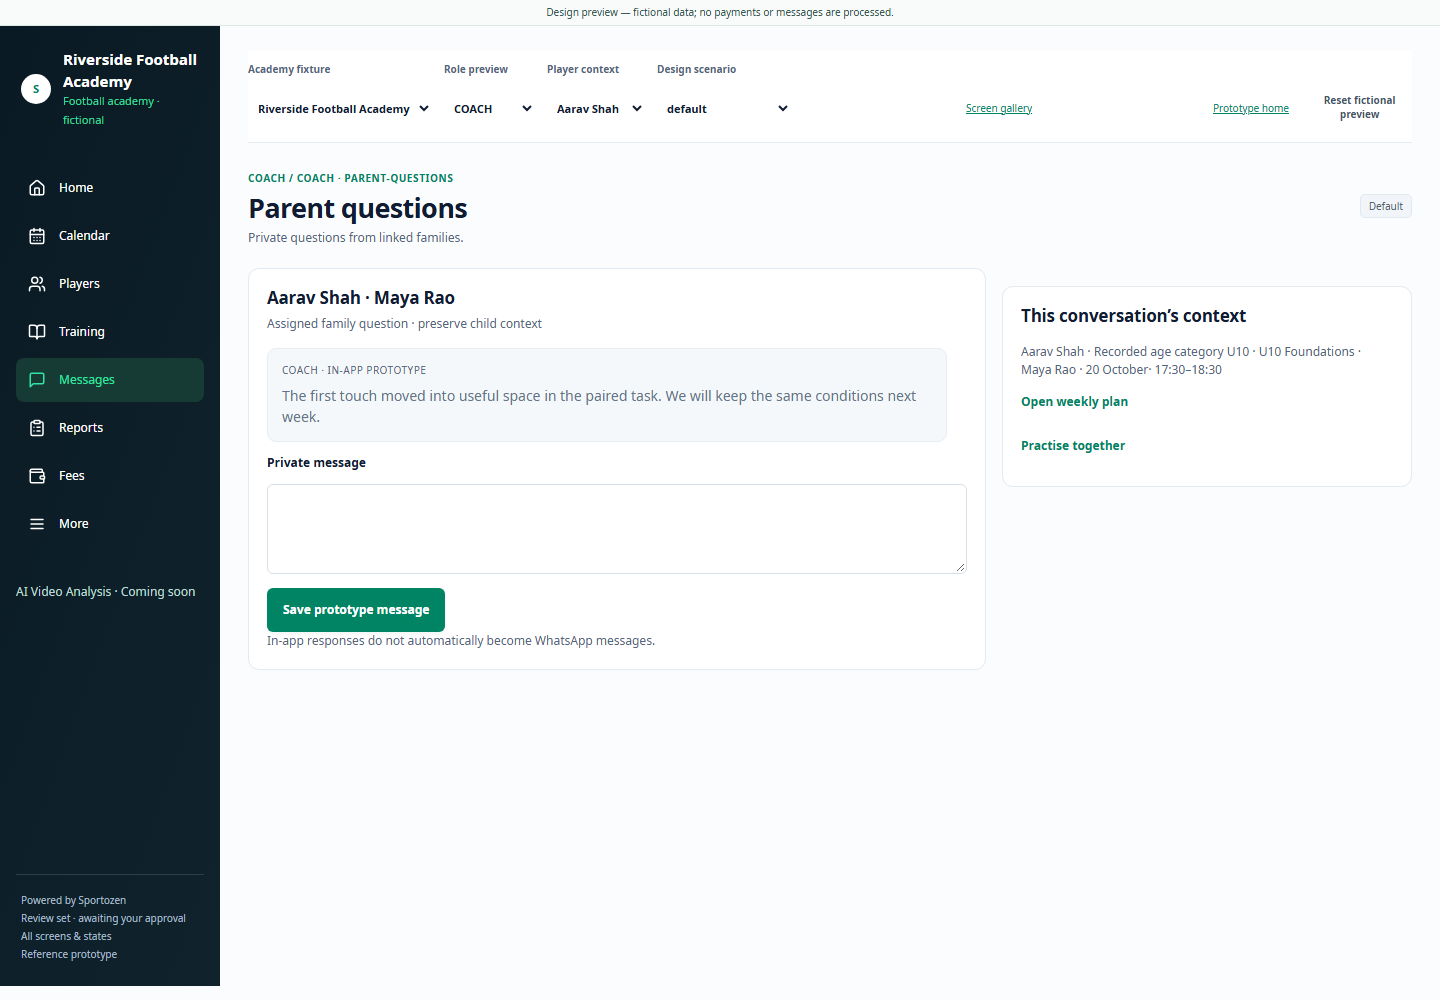 Design preview — fictional data; no payments or messages are processed.
S
Riverside Football
Academy
Football academy ·
fictional
Home
Calendar
Players
Training
Messages
Reports
Fees
More
AI Video Analysis · Coming soon
Powered by Sportozen
Review set · awaiting your approval
All screens & states
Reference prototype
Academy fixture
Role preview
Player context
Design scenario
Riverside Football Academy
COACH
Aarav Shah
default
Screen gallery
Prototype home
Reset fictional
preview
COACH / COACH · PARENT-QUESTIONS
Parent questions
Private questions from linked families.
Default
Aarav Shah · Maya Rao
Assigned family question · preserve child context
COACH · IN-APP PROTOTYPE
The first touch moved into useful space in the paired task. We will keep the same conditions next
week.
Private message
Save prototype message
In-app responses do not automatically become WhatsApp messages.
This conversation’s context
Aarav Shah · Recorded age category U10 · U10 Foundations ·
Maya Rao · 20 October· 17:30–18:30
Open weekly plan
Practise together